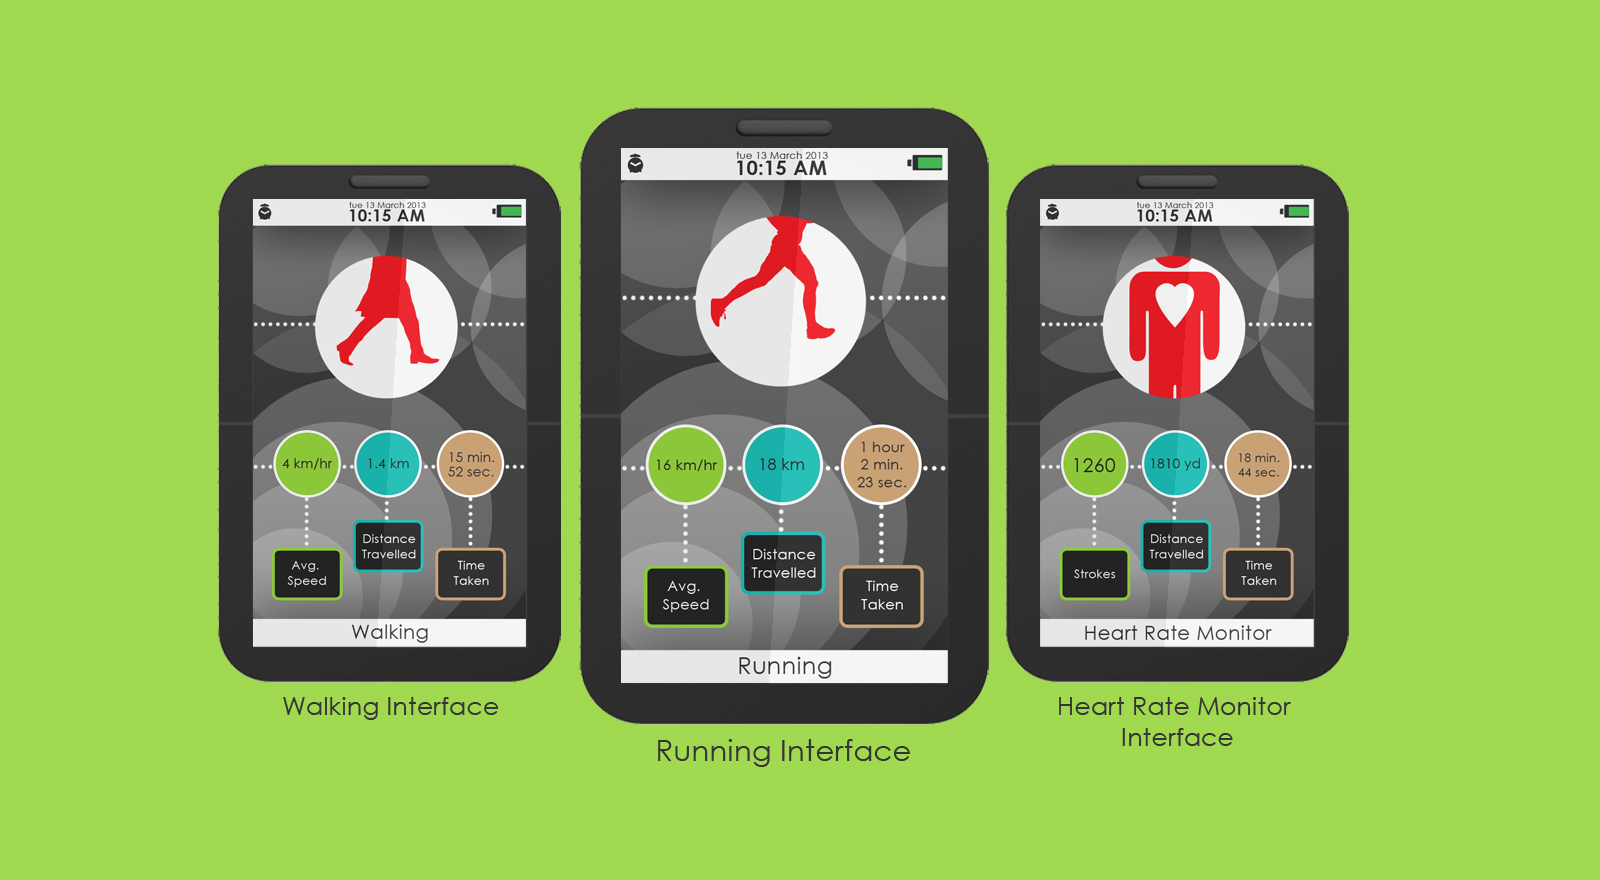 tue 13 March 2013
10:15 AM
4 km/hr
1.4 km
15 min.
52 sec.
Avg.
Speed
Distance
Travelled
Time
Taken
Walking
Walking Interface
tue 13 March 2013
10:15 AM
16 km/hr
18 km
1 hour
2 min.
23 sec.
Avg.
Speed
Distance
Travelled
Time
Taken
Running
Running Interface
tue 13 March 2013
10:15 AM
1260
1810 yd
18 min.
44 sec.
Strokes
Distance
Travelled
Time
Taken
Heart Rate Monitor
Heart Rate Monitor
Interface